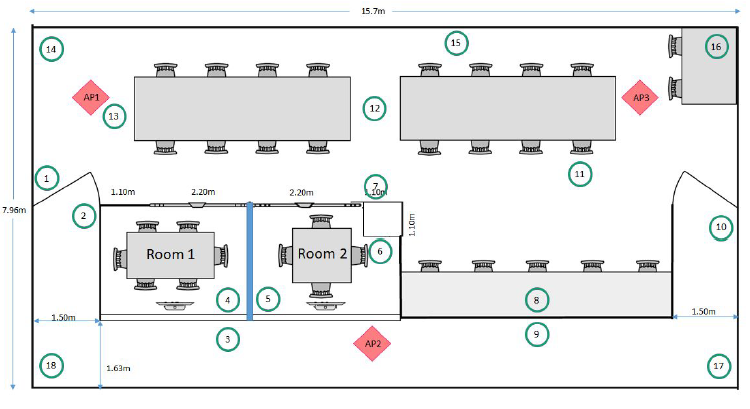 15.7m
14
15
16
AP1
AP3
12
13
11
1
7
1.10m
2.20m
2.20m
1.10m
7.96m
2
1.10m
10
Room 1
Room 2
6
4
5
8
1.50m
1.50m
3
9
AP2
18
1.63m
17